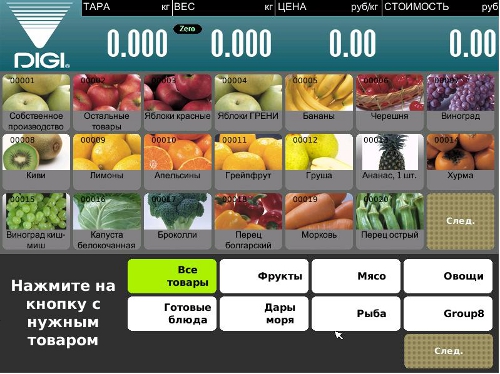 ТАРА кг ВЕС кг ЦЕНА руб/кг СТОИМОСТЬ руб
Zero
0.000 0.000 0.00 0.00
DIGI
00001 00002 00003 00004 00005 00006 00007
Собственное производство
Остальные товары
Яблоки красные
Яблоки ГРЕНИ
Бананы
Черешня
Виноград
00008 00009 00010 00011 00012 00013 00014
Киви
Лимоны
Апельсины
Грейпфрут
Груша
Ананас, 1 шт.
Хурма
00015 00016 00017 00018 00019 00020
Виноград киш-миш
Капуста белокочанная
Броколли
Перец болгарский
Морковь
Перец острый
След.
Нажмите на
кнопку с
нужным
товаром
Все
товары
Фрукты
Мясо
Овощи
Готовые
блюда
Дары
моря
Рыба
Group8
След.